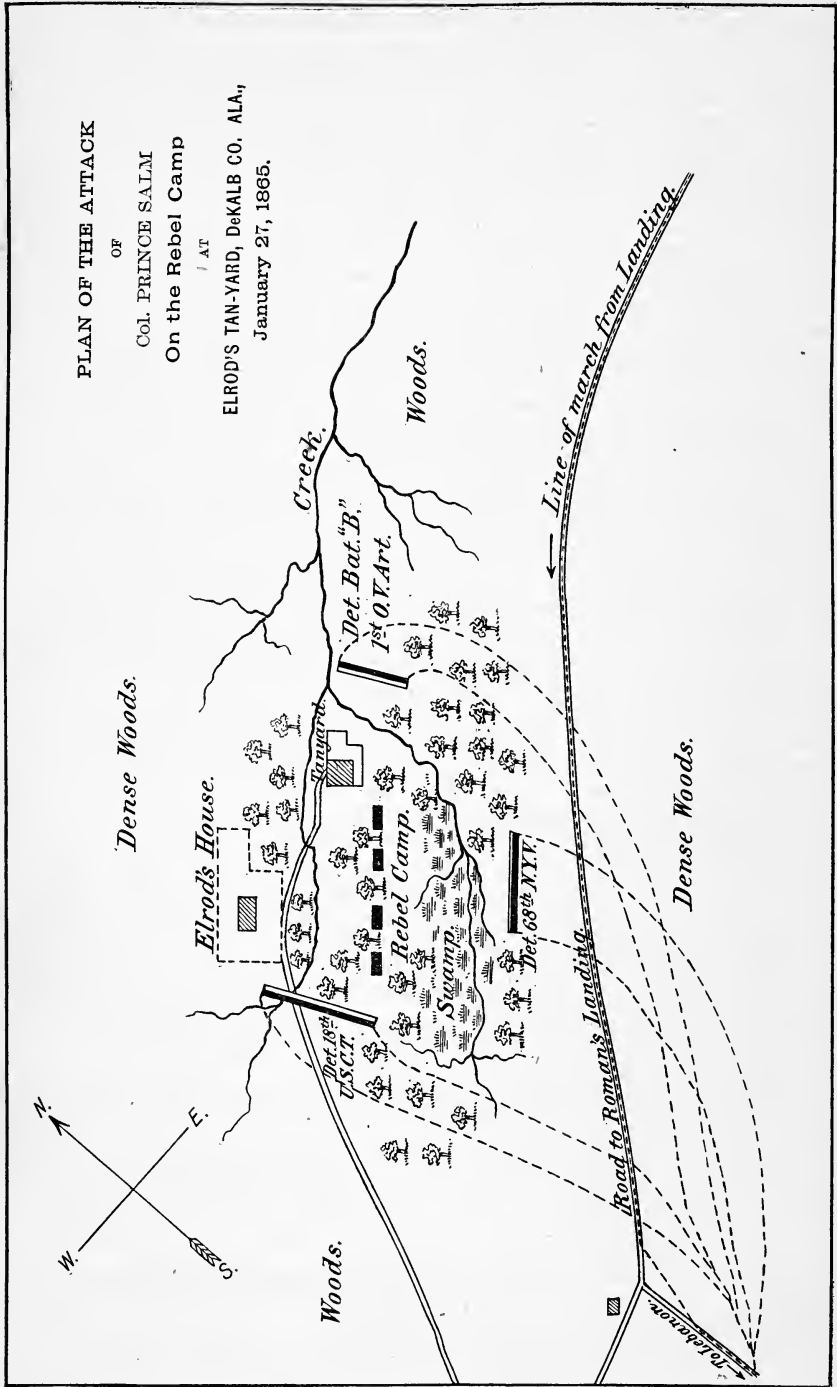 PLAN OF THE ATTACK
OF
Col. PRINCE SALM
On the Rebel Camp
AT
ELROD'S TAN-YARD, DeKALB CO. ALA.,
January 27, 1865.
N.
W.
E.
S.
Dense Woods.
Elrod's House.
Creek.
Woods.
Det. Bat. "B",
1st O.V. Art.
Tanyard.
Rebel Camp.
Det. 18th
U.S.C.T.
Swamp.
Det. 68th N.Y.V.
Woods.
Line of march from Landing.
Road to Roman's Landing.
Dense Woods.
To Lebanon.